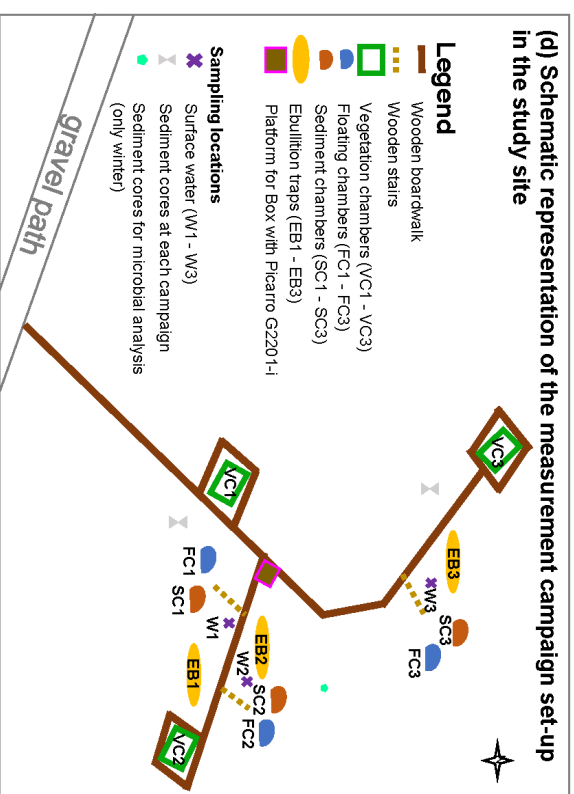 (d) Schematic representation of the measurement campaign set-up
in the study site
Legend
Wooden boardwalk
Wooden stairs
Vegetation chambers (VC1 - VC3)
Floating chambers (FC1 - FC3)
Sediment chambers (SC1 - SC3)
Ebullition traps (EB1 - EB3)
Platform for Box with Picarro G2201-i
Sampling locations
Surface water (W1 - W3)
Sediment cores at each campaign
Sediment cores for microbial analysis
(only winter)
gravel path
VC3
EB3
W3
SC3
FC3
VC1
FC1
SC1
W1
EB2
W2
SC2
FC2
EB1
VC2